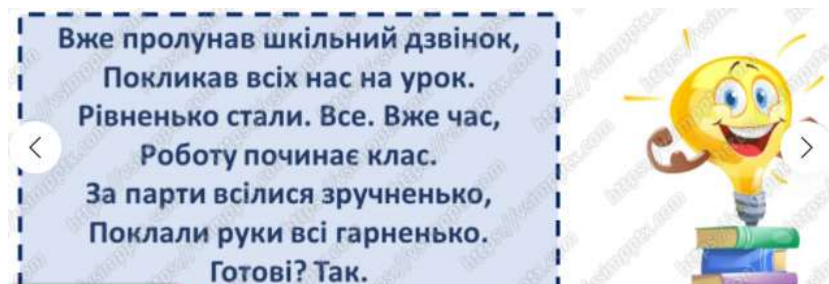 Вже пролунав шкільний дзвінок,
Покликав всіх нас на урок.
Рівненько стали. Все. Вже час,
Роботу починає клас.
За парти всілися зручненько,
Поклали руки всі гарненько.
Готові? Так.